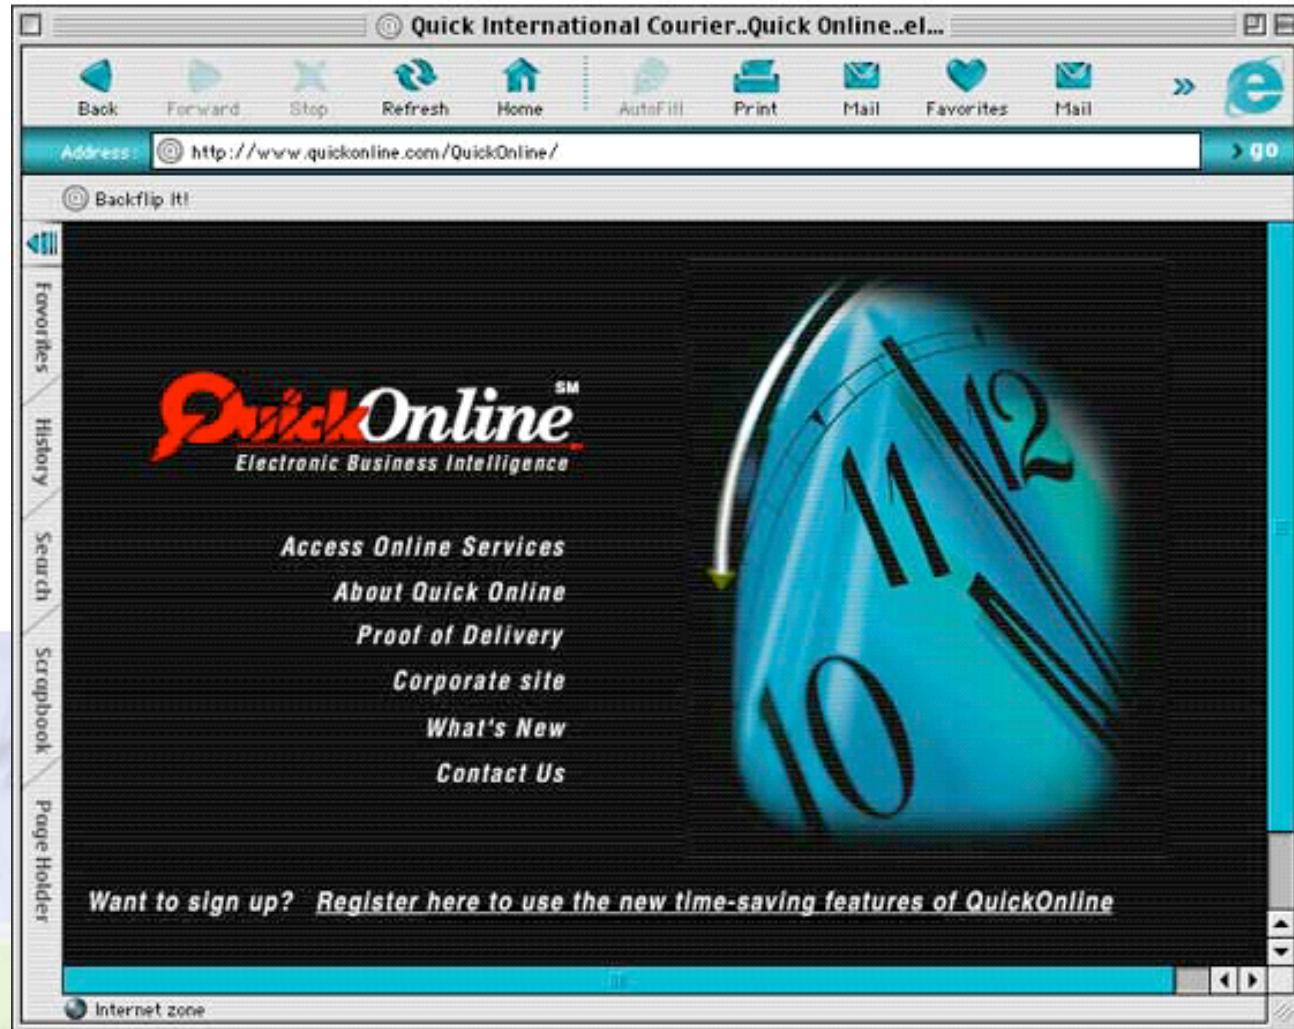 Quick International Courier..Quick Online..el...
Back Forward Stop Refresh Home AutoFill Print Mail Favorites Mail »
Address: http://www.quickonline.com/QuickOnline/ › go
Backflip It!
Favorites
History
Search
Scrapbook
Page Holder
QuickOnline SM
Electronic Business Intelligence
Access Online Services
About Quick Online
Proof of Delivery
Corporate site
What's New
Contact Us
12
11
10
Want to sign up? Register here to use the new time-saving features of QuickOnline
Internet zone